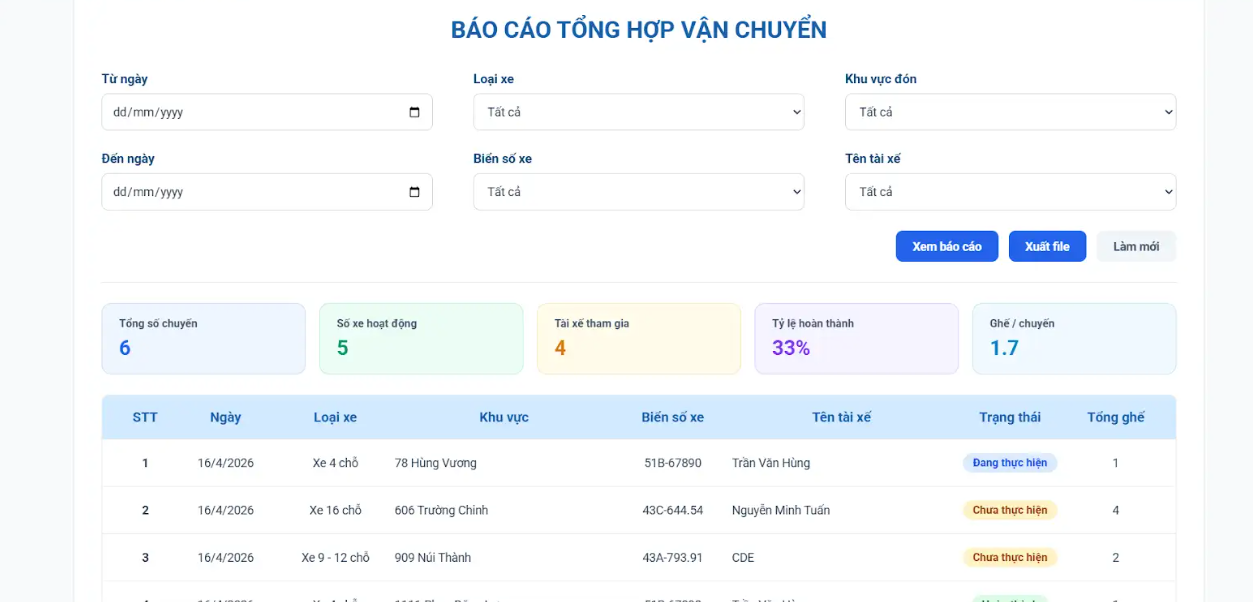 BÁO CÁO TỔNG HỢP VẬN CHUYỂN
Từ ngày Loại xe Khu vực đón
dd/mm/yyyy Tất cả Tất cả
Đến ngày Biển số xe Tên tài xế
dd/mm/yyyy Tất cả Tất cả
Xem báo cáo Xuất file Làm mới
Tổng số chuyến Số xe hoạt động Tài xế tham gia Tỷ lệ hoàn thành Ghế / chuyến
6 5 4 33% 1.7
STT Ngày Loại xe Khu vực Biển số xe Tên tài xế Trạng thái Tổng ghế
1 16/4/2026 Xe 4 chỗ 78 Hùng Vương 51B-67890 Trần Văn Hùng Đang thực hiện 1
2 16/4/2026 Xe 16 chỗ 606 Trường Chinh 43C-644.54 Nguyễn Minh Tuấn Chưa thực hiện 4
3 16/4/2026 Xe 9 - 12 chỗ 909 Núi Thành 43A-793.91 CDE Chưa thực hiện 2